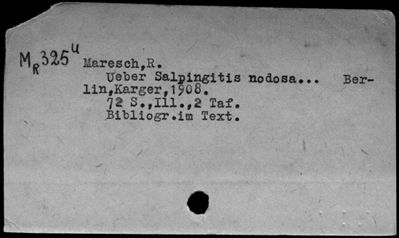 MR325u
Maresch,R.
Ueber Salpingitis nodosa... Ber-
lin,Karger,1908.
72 S.,Ill.,2 Taf.
Bibliogr.im Text.